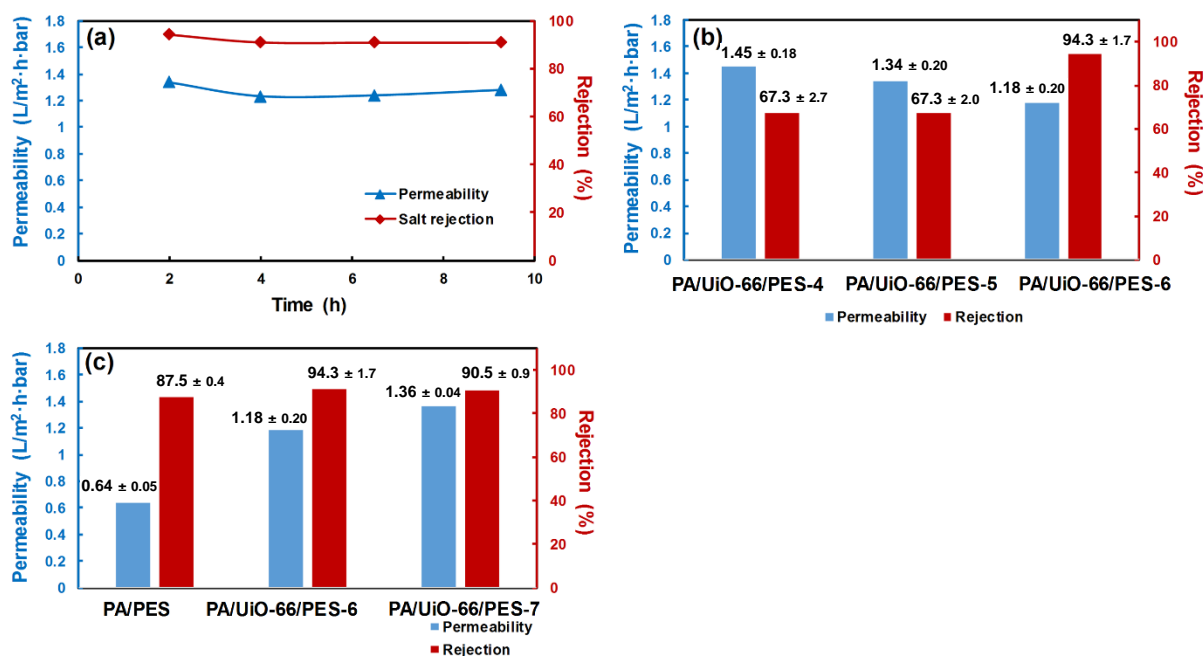 (a)
Permeability (L/m²·h·bar)
1.8
1.6
1.4
1.2
1
0.8
0.6
0.4
0.2
0
100
80
60
40
20
0
Rejection (%)
Permeability
Salt rejection
0 2 4 6 8 10
Time (h)
(b)
Permeability (L/m²·h·bar)
1.8
1.6
1.4
1.2
1
0.8
0.6
0.4
0.2
0
1.45 ± 0.18
67.3 ± 2.7
1.34 ± 0.20
67.3 ± 2.0
1.18 ± 0.20
94.3 ± 1.7
100
80
60
40
20
0
Rejection (%)
PA/UiO-66/PES-4 PA/UiO-66/PES-5 PA/UiO-66/PES-6
Permeability Rejection
(c)
Permeability (L/m²·h·bar)
1.8
1.6
1.4
1.2
1
0.8
0.6
0.4
0.2
0
0.64 ± 0.05
87.5 ± 0.4
1.18 ± 0.20
94.3 ± 1.7
1.36 ± 0.04
90.5 ± 0.9
100
80
60
40
20
0
Rejection (%)
PA/PES PA/UiO-66/PES-6 PA/UiO-66/PES-7
Permeability
Rejection